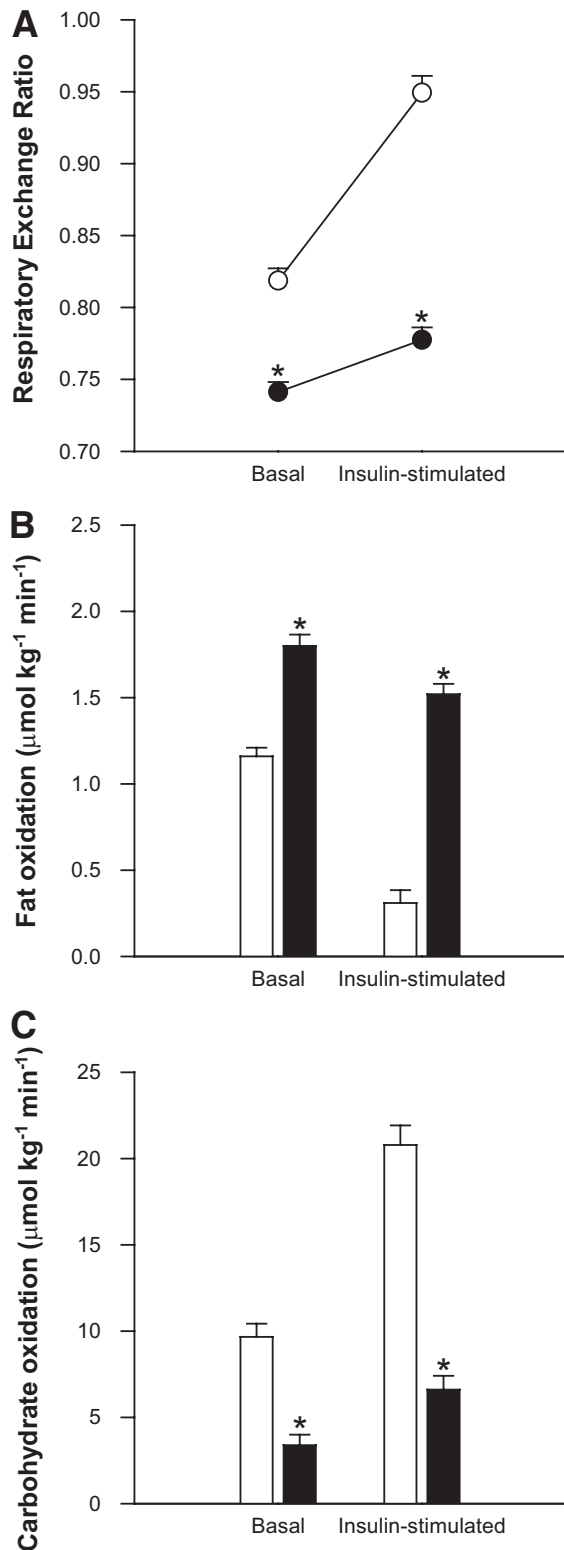 A
Respiratory Exchange Ratio
1.00
0.95
0.90
0.85
0.80
0.75
0.70
*
*
Basal
Insulin-stimulated
B
Fat oxidation (µmol kg⁻¹ min⁻¹)
2.5
2.0
1.5
1.0
0.5
0.0
*
*
Basal
Insulin-stimulated
C
Carbohydrate oxidation (µmol kg⁻¹ min⁻¹)
25
20
15
10
5
0
*
*
Basal
Insulin-stimulated